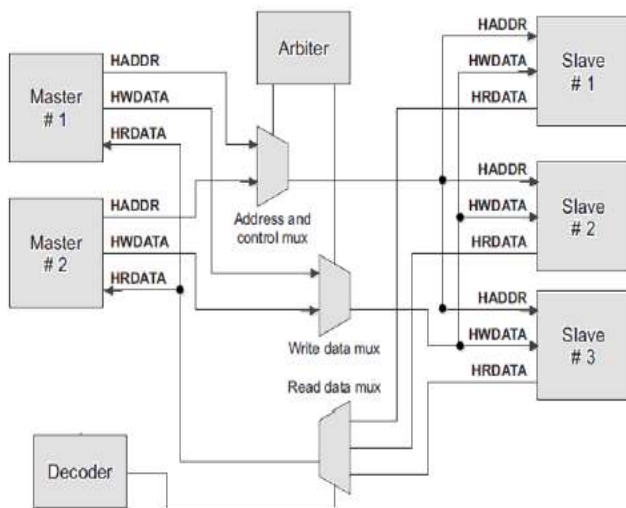 Arbiter
Master
# 1
HADDR
HWDATA
HRDATA
Master
# 2
HADDR
HWDATA
HRDATA
Address and
control mux
Write data mux
Read data mux
Decoder
HADDR
HWDATA
HRDATA
Slave
# 1
HADDR
HWDATA
HRDATA
Slave
# 2
HADDR
HWDATA
HRDATA
Slave
# 3